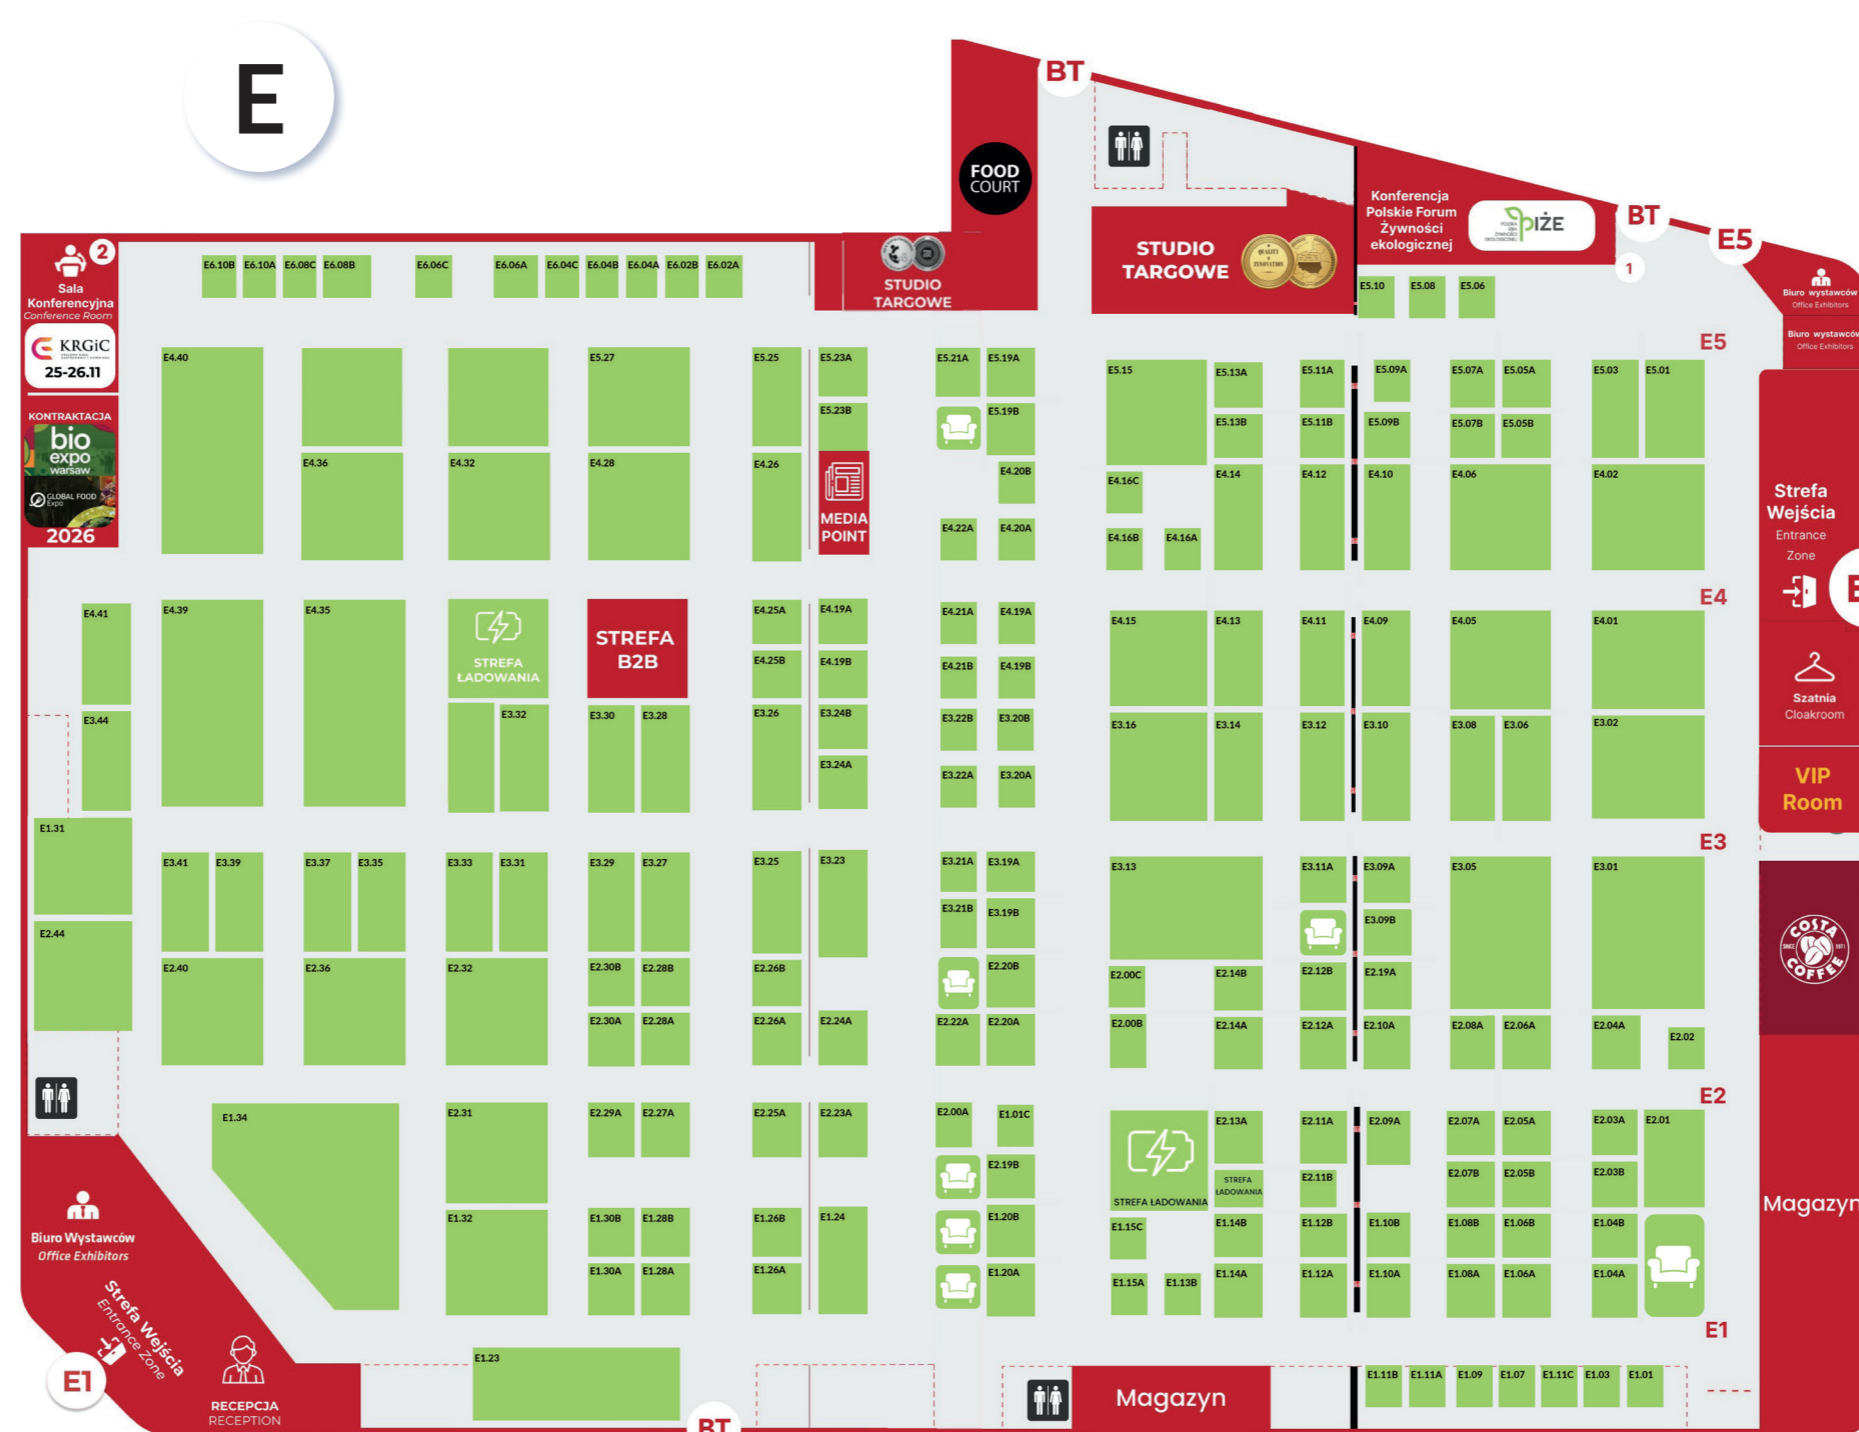 E
BT
FOOD
COURT
Konferencja
Polskie Forum
Żywności
ekologicznej
PIŻE
BT
E5
1
2
Sala
Konferencyjna
Conference Room
KRGiC
25-26.11
KONTRAKTACJA
bio
expo
warsaw
GLOBAL FOOD
Expo
2026
E6.10B E6.10A E6.08C E6.08B E6.06C E6.06A E6.04C E6.04B E6.04A E6.02B E6.02A
STUDIO
TARGOWE
STUDIO
TARGOWE
QUALITY
&
INNOVATION
E5.10 E5.08 E5.06
Biuro wystawców
Office Exhibitors
Biuro wystawców
Office Exhibitors
E5
E4.40 E5.27 E5.25 E5.23A E5.21A E5.19A E5.15 E5.13A E5.11A E5.09A E5.07A E5.05A E5.03 E5.01
E5.23B E5.19B E5.13B E5.11B E5.09B E5.07B E5.05B
E4.36 E4.32 E4.28 E4.26 E4.20B E4.16C E4.14 E4.12 E4.10 E4.06 E4.02
MEDIA
POINT
E4.22A E4.20A E4.16B E4.16A
Strefa
Wejścia
Entrance
Zone
E4
E4.41 E4.39 E4.35 E4.25A E4.19A E4.21A E4.19A E4.15 E4.13 E4.11 E4.09 E4.05 E4.01
STREFA
ŁADOWANIA
STREFA
B2B
E4.25B E4.19B E4.21B E4.19B
Szatnia
Cloakroom
E3.44 E3.32 E3.30 E3.28 E3.26 E3.24B E3.22B E3.20B E3.16 E3.14 E3.12 E3.10 E3.08 E3.06 E3.02
E3.24A E3.22A E3.20A
VIP
Room
E1.31
E3
E3.41 E3.39 E3.37 E3.35 E3.33 E3.31 E3.29 E3.27 E3.25 E3.23 E3.21A E3.19A E3.13 E3.11A E3.09A E3.05 E3.01
E3.21B E3.19B E3.09B
E2.44
COSTA
SINCE 1971
COFFEE
E2.40 E2.36 E2.32 E2.30B E2.28B E2.26B E2.20B E2.00C E2.14B E2.12B E2.19A
E2.30A E2.28A E2.26A E2.24A E2.22A E2.20A E2.00B E2.14A E2.12A E2.10A E2.08A E2.06A E2.04A E2.02
E2
E1.34 E2.31 E2.29A E2.27A E2.25A E2.23A E2.00A E1.01C E2.13A E2.11A E2.09A E2.07A E2.05A E2.03A E2.01
E2.19B E2.11B E2.07B E2.05B E2.03B
STREFA ŁADOWANIA
STREFA
ŁADOWANIA
Magazyn
E1.32 E1.30B E1.28B E1.26B E1.24 E1.20B E1.15C E1.14B E1.12B E1.10B E1.08B E1.06B E1.04B
E1.30A E1.28A E1.26A E1.20A E1.15A E1.13B E1.14A E1.12A E1.10A E1.08A E1.06A E1.04A
Biuro Wystawców
Office Exhibitors
Strefa Wejścia
Entrance Zone
E1
E1
E1.23
RECEPCJA
RECEPTION
BT
Magazyn
E1.11B E1.11A E1.09 E1.07 E1.11C E1.03 E1.01